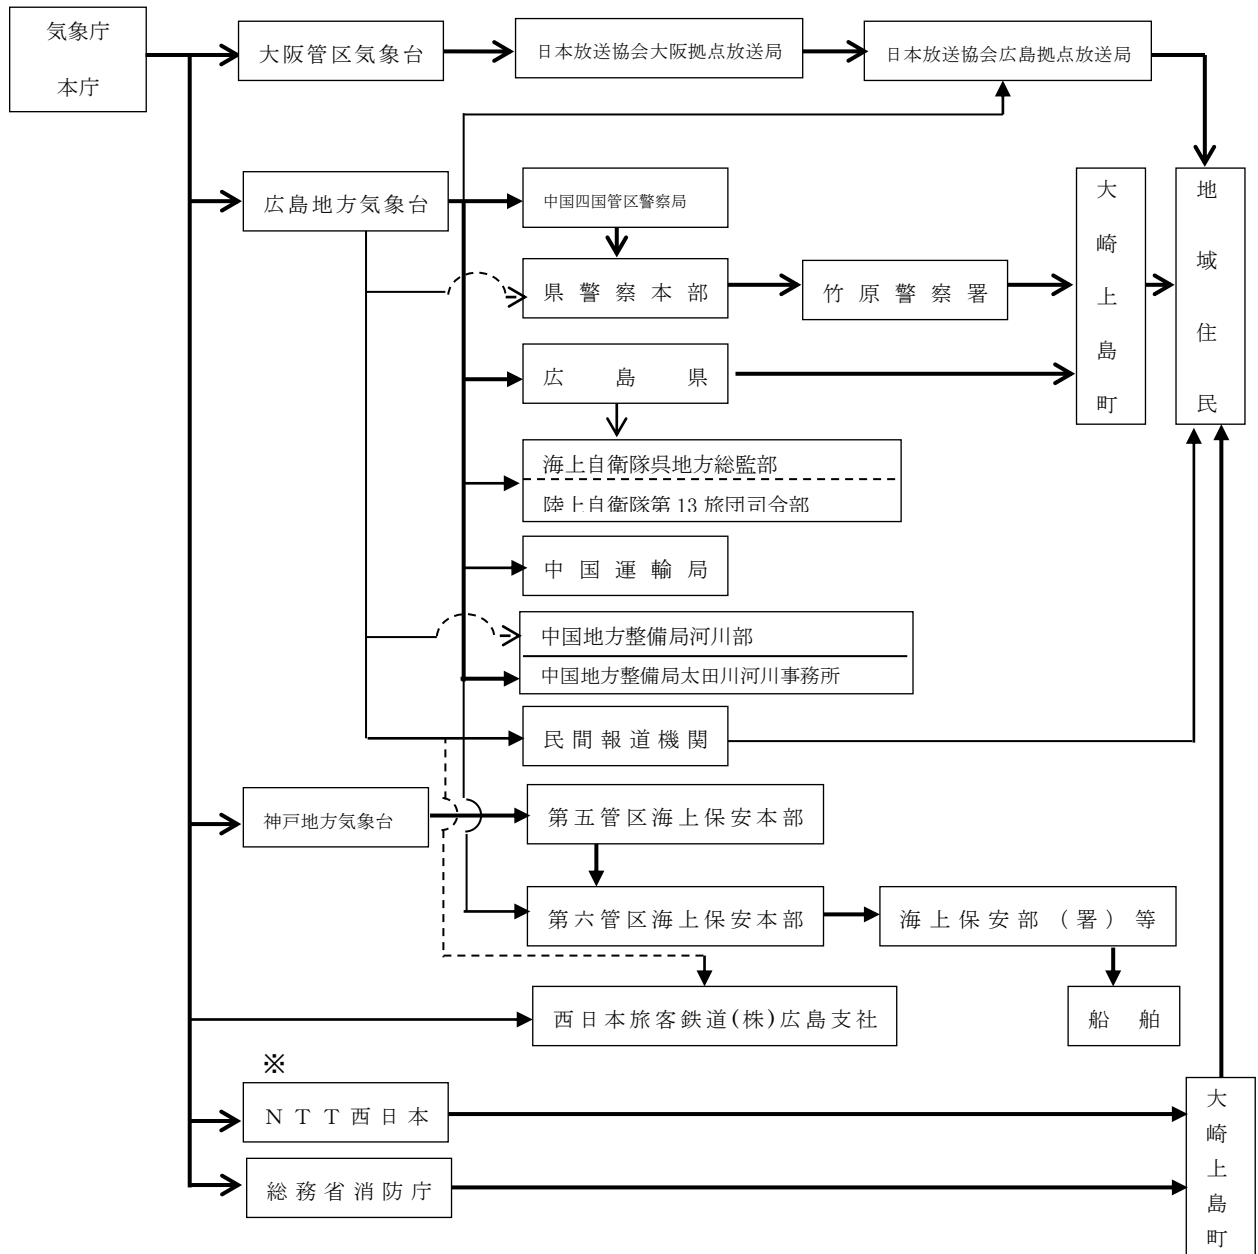 気象庁
本庁
大阪管区気象台
日本放送協会大阪拠点放送局
日本放送協会広島拠点放送局
広島地方気象台
中国四国管区警察局
大崎上島町
地域住民
県警察本部
竹原警察署
広島県
海上自衛隊呉地方総監部
陸上自衛隊第13旅団司令部
中国運輸局
中国地方整備局河川部
中国地方整備局太田川河川事務所
民間報道機関
神戸地方気象台
第五管区海上保安本部
第六管区海上保安本部
海上保安部(署)等
西日本旅客鉄道(株)広島支社
船舶
※
NTT西日本
大崎上島町
総務省消防庁